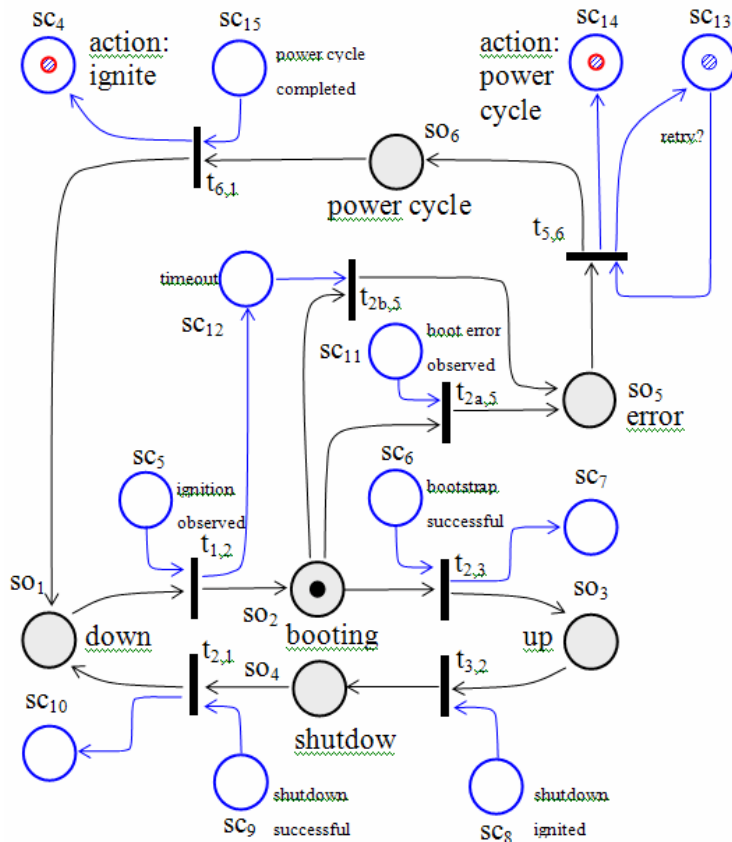 sc4 action: ignite
sc15 power cycle completed
action: power cycle
sc14
sc13
retry?
so6
t6,1
power cycle
t5,6
timeout
sc12
t2b,5
sc11 boot error observed
t2a,5
so5
error
sc5 ignition observed
sc6 bootstrap successful
sc7
t1,2
t2,3
so1
down
so2
booting
so3
up
t2,1
so4
t3,2
sc10
shutdow
sc9 shutdown successful
sc8 shutdown ignited